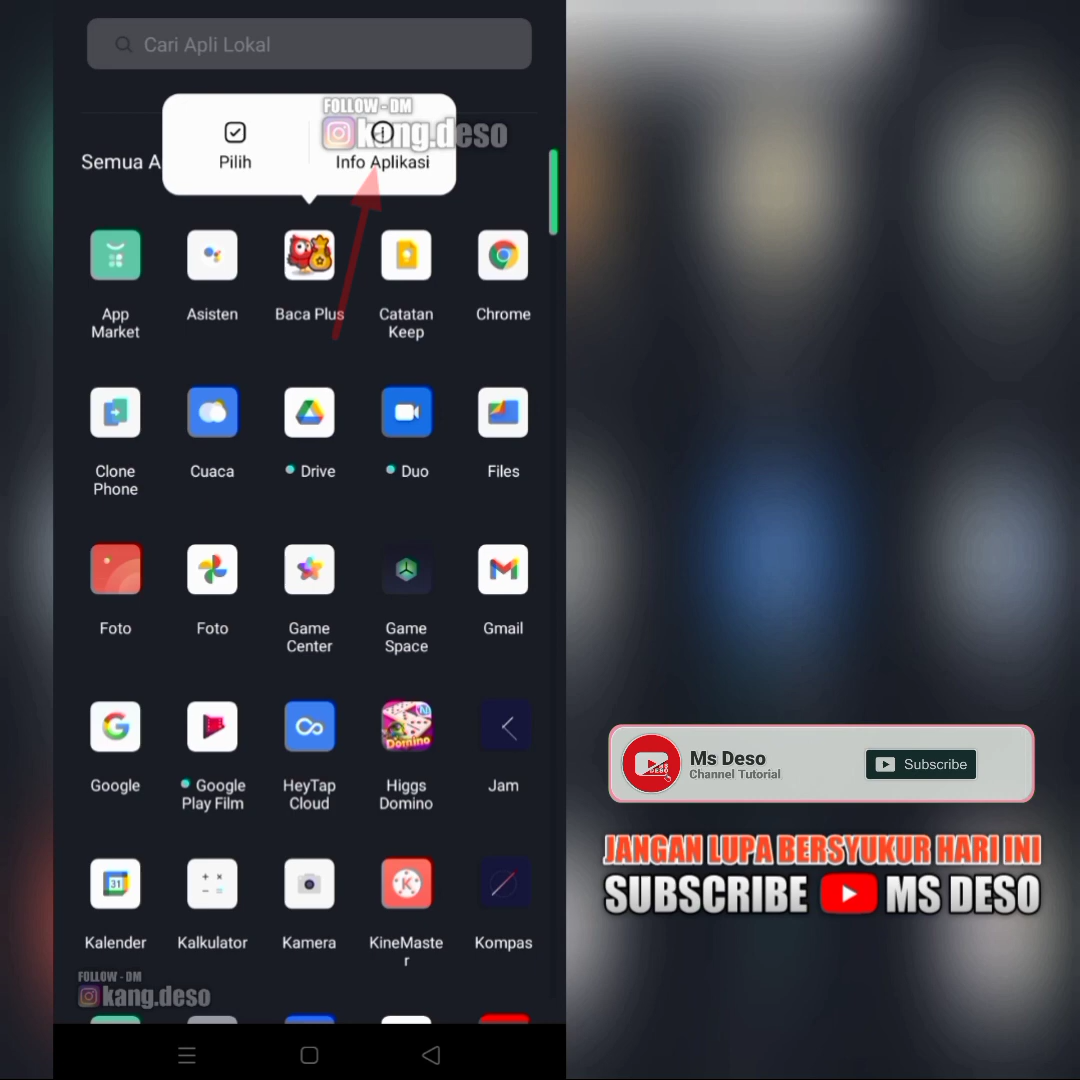 Cari Apli Lokal
FOLLOW - DM
kang.deso
Pilih
Info Aplikasi
Semua A
App
Market
Asisten
Baca Plus
Catatan
Keep
Chrome
Clone
Phone
Cuaca
Drive
Duo
Files
Foto
Foto
Game
Center
Game
Space
Gmail
Domino
Google
Google
Play Film
HeyTap
Cloud
Higgs
Domino
Jam
31
Kalender
Kalkulator
Kamera
KineMaste
r
Kompas
FOLLOW - DM
kang.deso
Ms Deso
Channel Tutorial
Subscribe
JANGAN LUPA BERSYUKUR HARI INI
SUBSCRIBE MS DESO